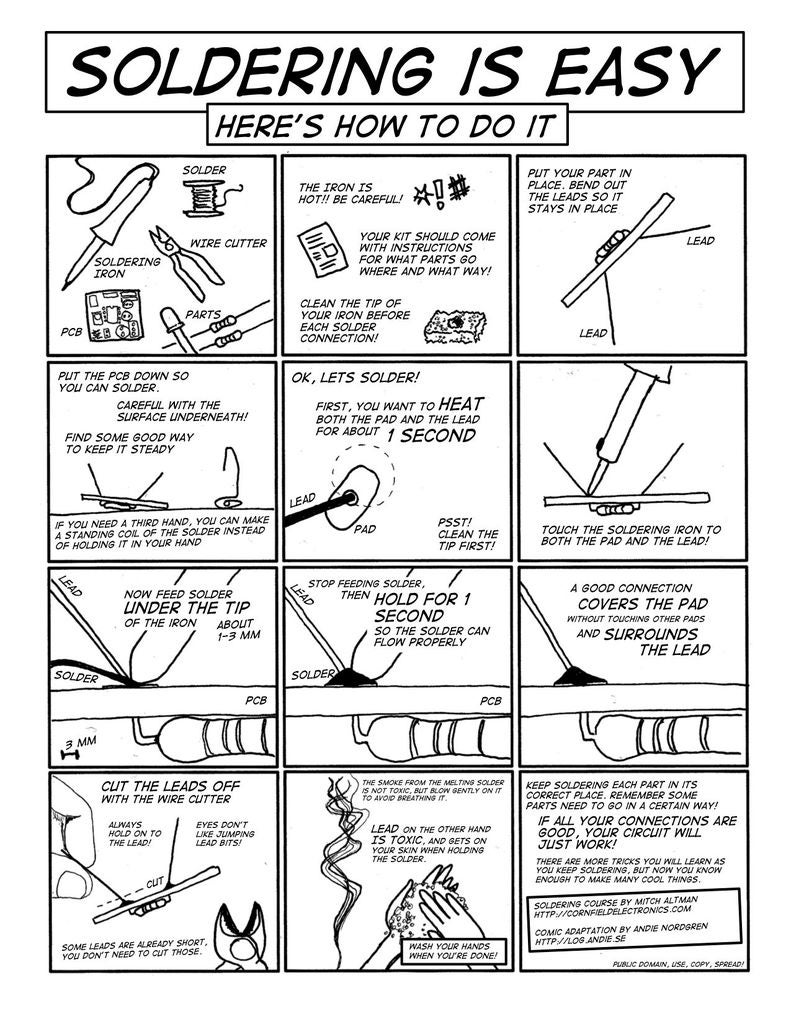 SOLDERING IS EASY
HERE'S HOW TO DO IT
SOLDER
WIRE CUTTER
SOLDERING
IRON
PARTS
PCB
THE IRON IS
HOT!! BE CAREFUL!
YOUR KIT SHOULD COME
WITH INSTRUCTIONS
FOR WHAT PARTS GO
WHERE AND WHAT WAY!
CLEAN THE TIP OF
YOUR IRON BEFORE
EACH SOLDER
CONNECTION!
PUT YOUR PART IN
PLACE. BEND OUT
THE LEADS SO IT
STAYS IN PLACE
LEAD
LEAD
PUT THE PCB DOWN SO
YOU CAN SOLDER.
CAREFUL WITH THE
SURFACE UNDERNEATH!
FIND SOME GOOD WAY
TO KEEP IT STEADY
IF YOU NEED A THIRD HAND, YOU CAN MAKE
A STANDING COIL OF THE SOLDER INSTEAD
OF HOLDING IT IN YOUR HAND
OK, LETS SOLDER!
FIRST, YOU WANT TO HEAT
BOTH THE PAD AND THE LEAD
FOR ABOUT 1 SECOND
LEAD
PAD
PSST!
CLEAN THE
TIP FIRST!
TOUCH THE SOLDERING IRON TO
BOTH THE PAD AND THE LEAD!
LEAD
NOW FEED SOLDER
UNDER THE TIP
OF THE IRON
ABOUT
1-3 MM
SOLDER
PCB
3 MM
LEAD
STOP FEEDING SOLDER,
THEN HOLD FOR 1
SECOND
SO THE SOLDER CAN
FLOW PROPERLY
SOLDER
PCB
A GOOD CONNECTION
COVERS THE PAD
WITHOUT TOUCHING OTHER PADS
AND SURROUNDS
THE LEAD
CUT THE LEADS OFF
WITH THE WIRE CUTTER
ALWAYS
HOLD ON TO
THE LEAD!
EYES DON'T
LIKE JUMPING
LEAD BITS!
CUT
SOME LEADS ARE ALREADY SHORT,
YOU DON'T NEED TO CUT THOSE.
THE SMOKE FROM THE MELTING SOLDER
IS NOT TOXIC, BUT BLOW GENTLY ON IT
TO AVOID BREATHING IT.
LEAD ON THE OTHER HAND
IS TOXIC, AND GETS ON
YOUR SKIN WHEN HOLDING
THE SOLDER.
WASH YOUR HANDS
WHEN YOU'RE DONE!
KEEP SOLDERING EACH PART IN ITS
CORRECT PLACE. REMEMBER SOME
PARTS NEED TO GO IN A CERTAIN WAY!
IF ALL YOUR CONNECTIONS ARE
GOOD, YOUR CIRCUIT WILL
JUST WORK!
THERE ARE MORE TRICKS YOU WILL LEARN AS
YOU KEEP SOLDERING, BUT NOW YOU KNOW
ENOUGH TO MAKE MANY COOL THINGS.
SOLDERING COURSE BY MITCH ALTMAN
HTTP://CORNFIELDELECTRONICS.COM
COMIC ADAPTATION BY ANDIE NORDGREN
HTTP://LOG.ANDIE.SE
PUBLIC DOMAIN, USE, COPY, SPREAD!